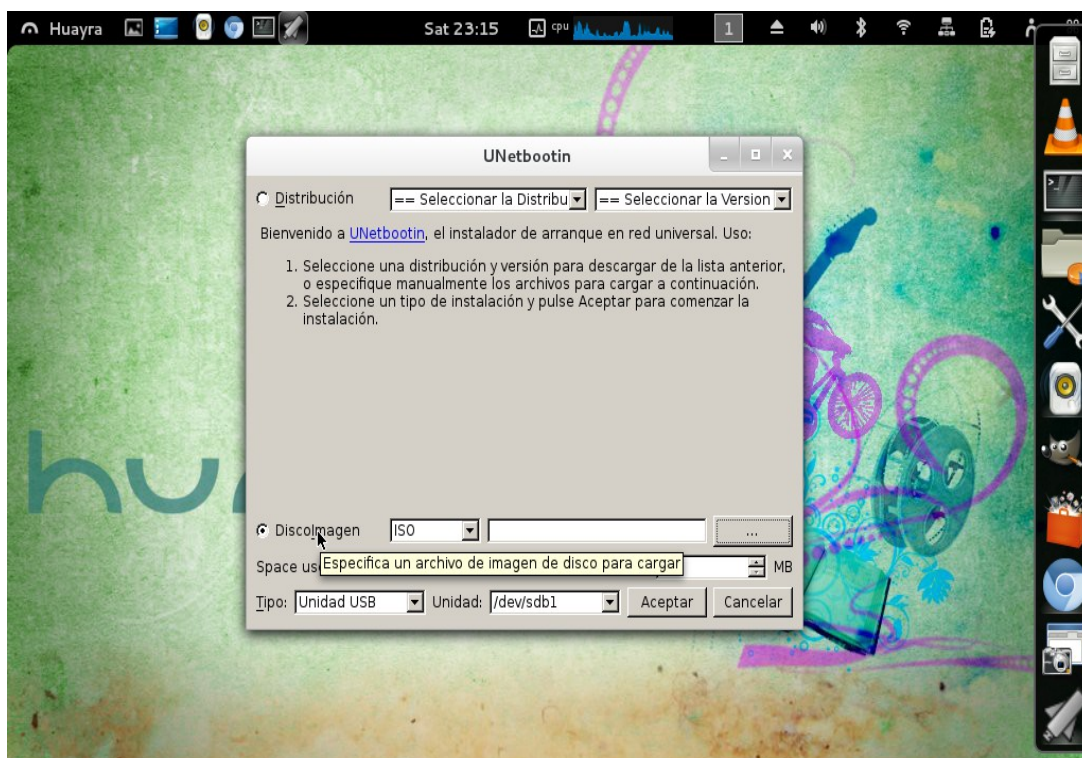 Huayra
Sat 23:15
cpu
1
UNetbootin
Distribución
== Seleccionar la Distribu
== Seleccionar la Version
Bienvenido a UNetbootin, el instalador de arranque en red universal. Uso:
1. Seleccione una distribución y versión para descargar de la lista anterior,
o especifique manualmente los archivos para cargar a continuación.
2. Seleccione un tipo de instalación y pulse Aceptar para comenzar la
instalación.
hu
DiscoImagen
ISO
...
Especifica un archivo de imagen de disco para cargar
Space us
MB
Tipo:
Unidad USB
Unidad:
/dev/sdb1
Aceptar
Cancelar